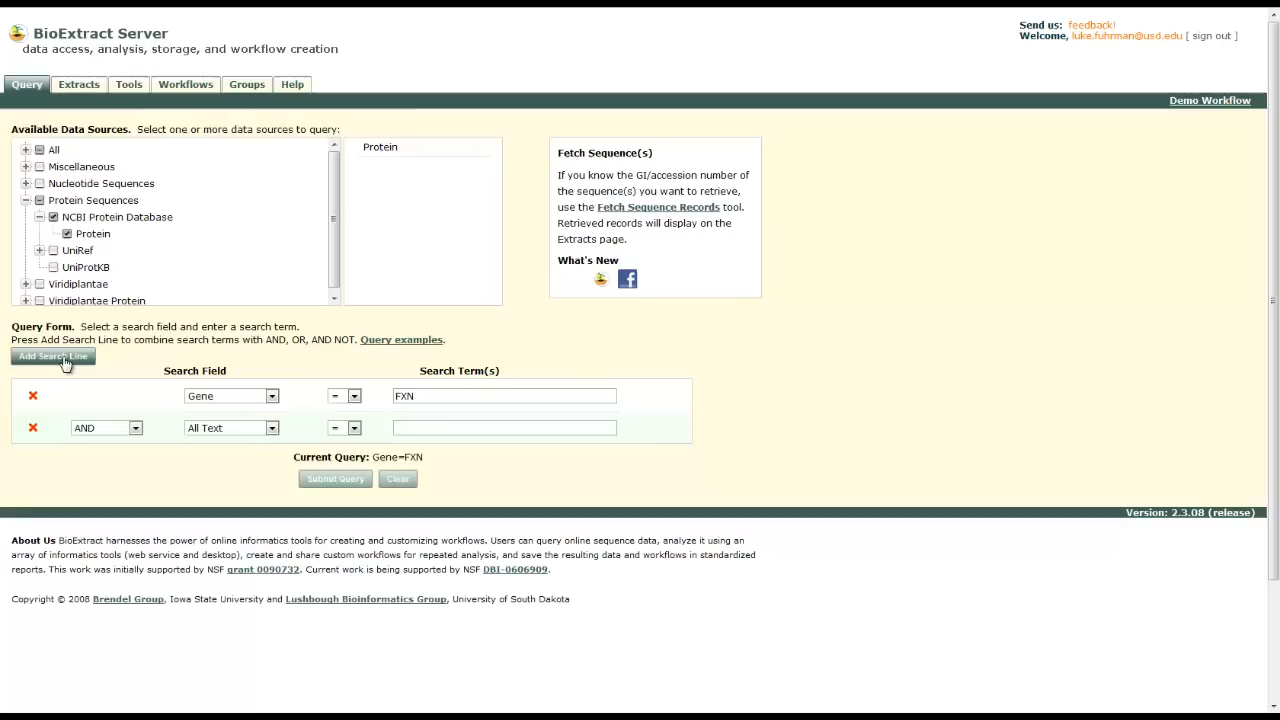 BioExtract Server
data access, analysis, storage, and workflow creation
Send us: feedback!
Welcome, luke.fuhrman@usd.edu [ sign out ]
Query Extracts Tools Workflows Groups Help
Demo Workflow
Available Data Sources. Select one or more data sources to query:
All
Miscellaneous
Nucleotide Sequences
Protein Sequences
NCBI Protein Database
Protein
UniRef
UniProtKB
Viridiplantae
Viridiplantae Protein
Protein
Fetch Sequence(s)
If you know the GI/accession number
of the sequence(s) you want to retrieve,
use the Fetch Sequence Records tool.
Retrieved records will display on the
Extracts page.
What's New
Query Form. Select a search field and enter a search term.
Press Add Search Line to combine search terms with AND, OR, AND NOT. Query examples.
Add Search Line
Search Field Search Term(s)
Gene = FXN
AND All Text =
Current Query: Gene=FXN
Submit Query Clear
Version: 2.3.08 (release)
About Us BioExtract harnesses the power of online informatics tools for creating and customizing workflows. Users can query online sequence data, analyze it using an
array of informatics tools (web service and desktop), create and share custom workflows for repeated analysis, and save the resulting data and workflows in standardized
reports. This work was initially supported by NSF grant 0090732. Current work is being supported by NSF DBI-0606909.
Copyright © 2008 Brendel Group, Iowa State University and Lushbough Bioinformatics Group, University of South Dakota